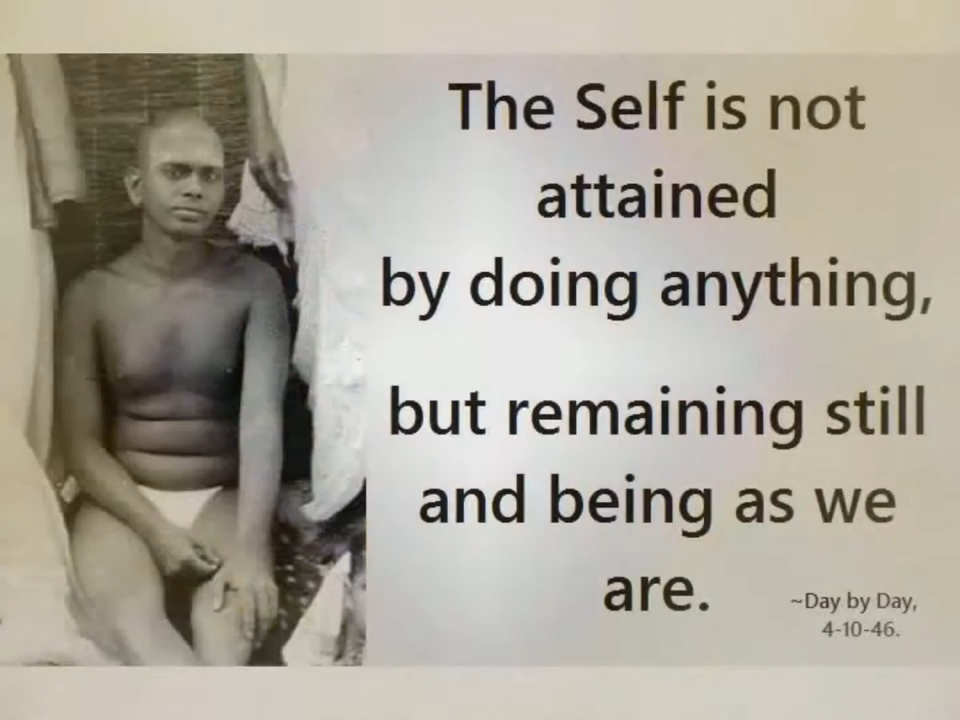 The Self is not
attained
by doing anything,
but remaining still
and being as we
are.
~Day by Day,
4-10-46.